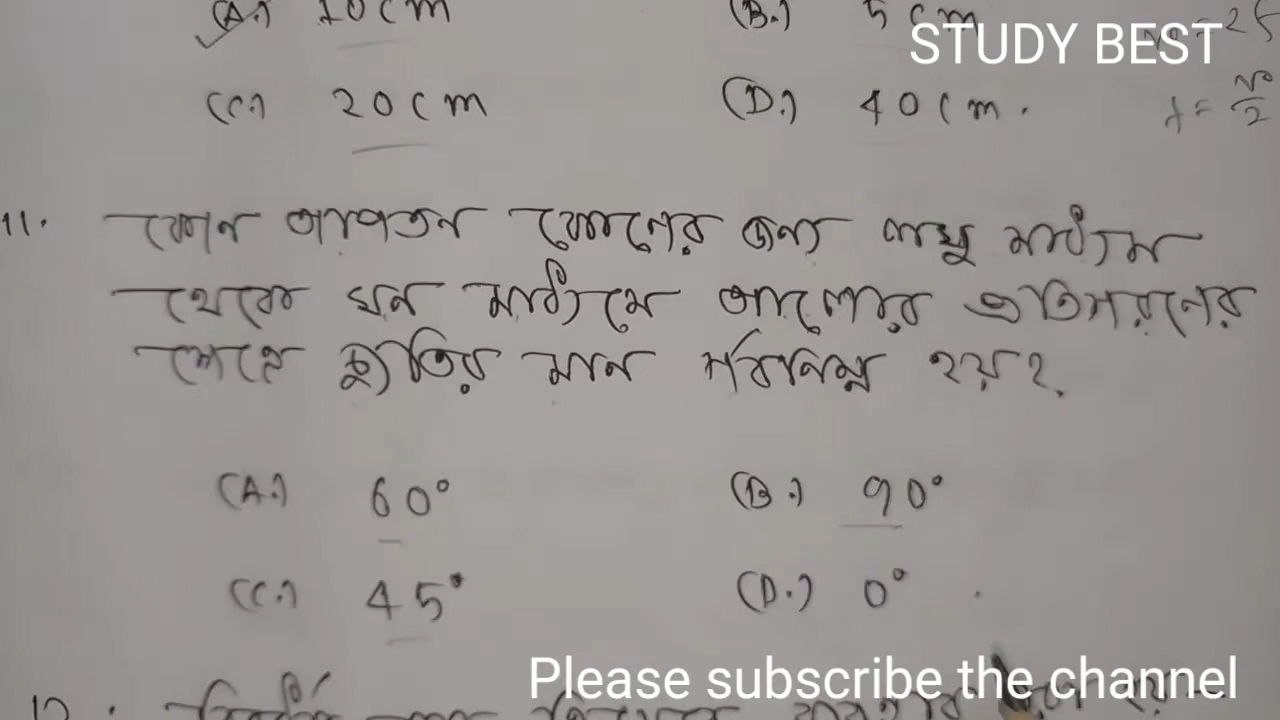 (A.) 10 cm (B.) 5 cm
STUDY BEST
(C.) 20 cm (D.) 40 cm.
11. কোন আপতন কোনের জন্য লঘু মাধ্যম
থেকে ঘন মাধ্যমে আলোর প্রতিসরনের
ক্ষেত্রে চ্যুতির মান সর্বনিম্ন হয়?
(A.) 60° (B.) 90°
(C.) 45° (D.) 0°
Please subscribe the channel